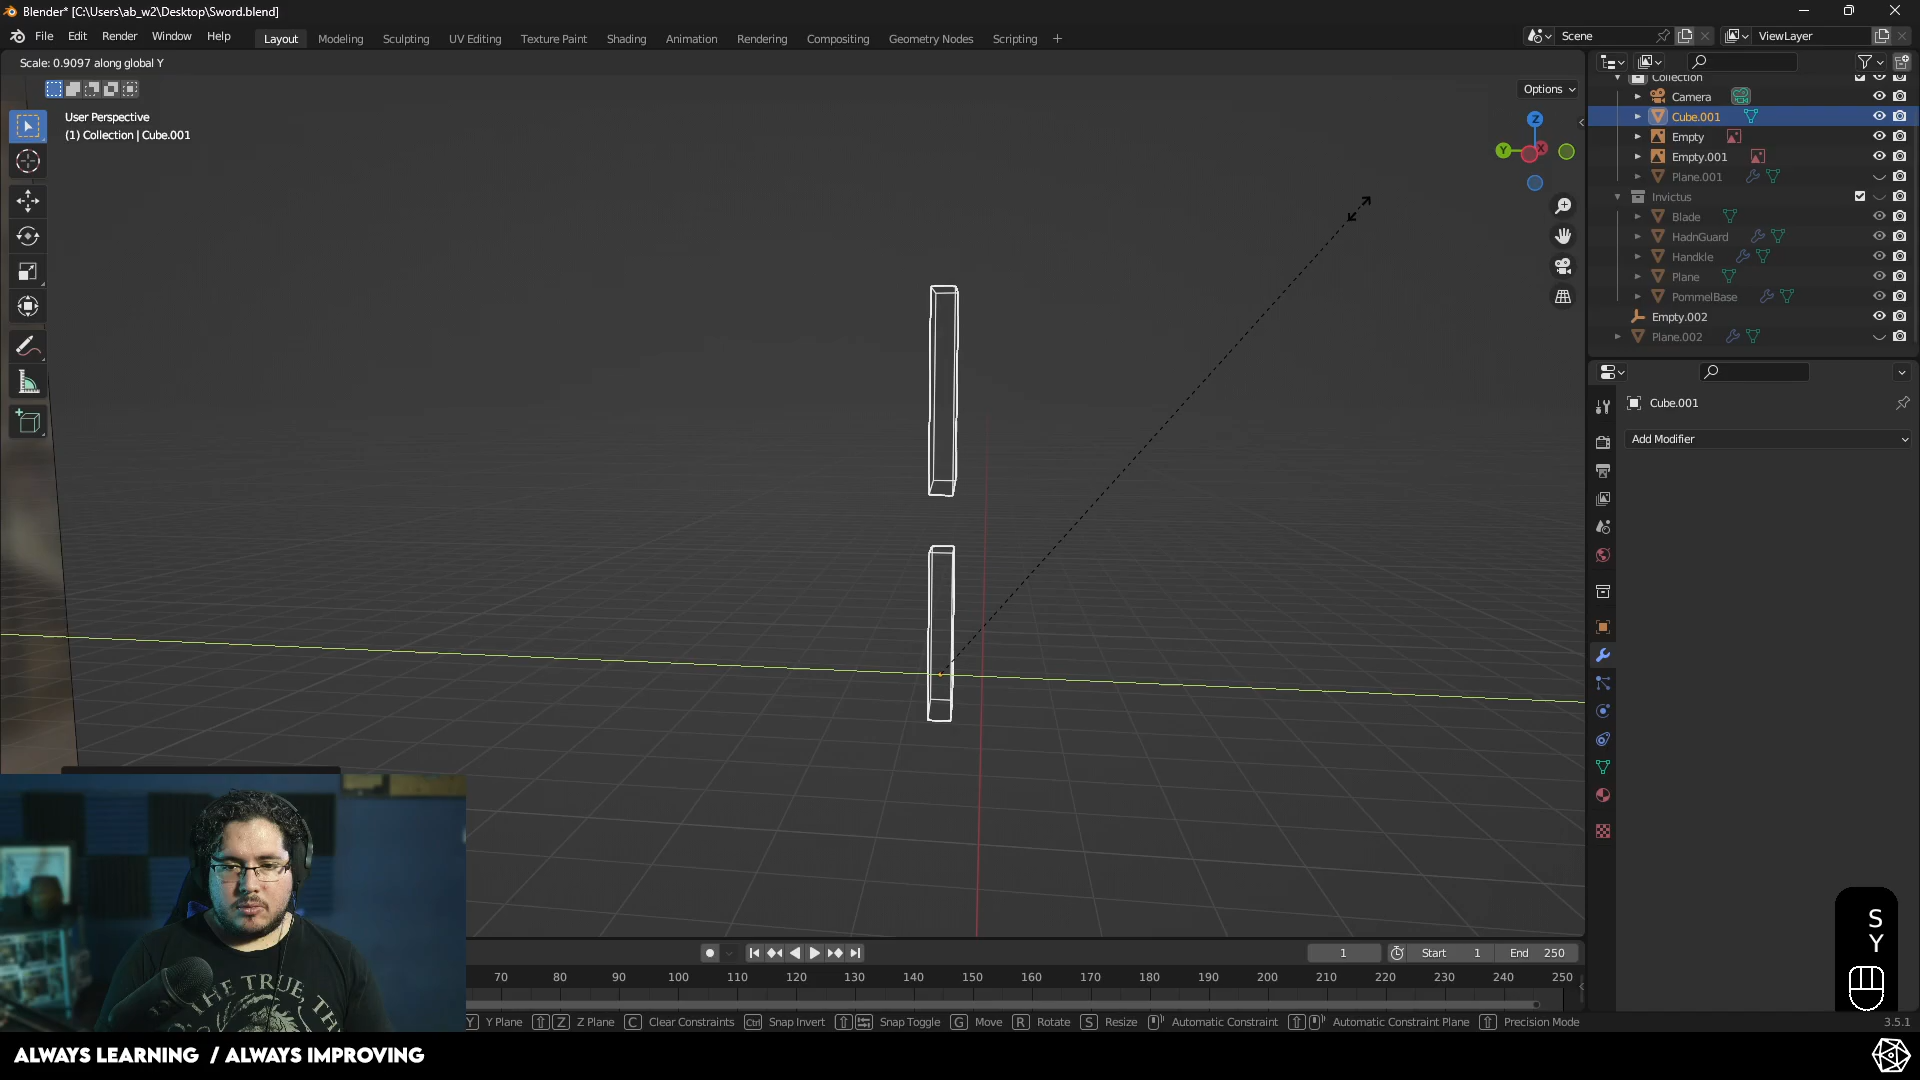 Blender* [C:\Users\ab_w2\Desktop\Sword.blend]
File Edit Render Window Help Layout Modeling Sculpting UV Editing Texture Paint Shading Animation Rendering Compositing Geometry Nodes Scripting + Scene ViewLayer
Scale: 0.9097 along global Y
Options
User Perspective
(1) Collection | Cube.001
Z
Y
X
Collection
Camera
Cube.001
Empty
Empty.001
Plane.001
Invictus
Blade
HadnGuard
Handkle
Plane
PommelBase
Empty.002
Plane.002
Cube.001
Add Modifier
S
Y
1 Start 1 End 250
70 80 90 100 110 120 130 140 150 160 170 180 190 200 210 220 230 240 250
Y Y Plane Z Z Plane C Clear Constraints Ctrl Snap Invert Snap Toggle G Move R Rotate S Resize Automatic Constraint Automatic Constraint Plane Precision Mode 3.5.1
THE TRUE, TH
ALWAYS LEARNING / ALWAYS IMPROVING